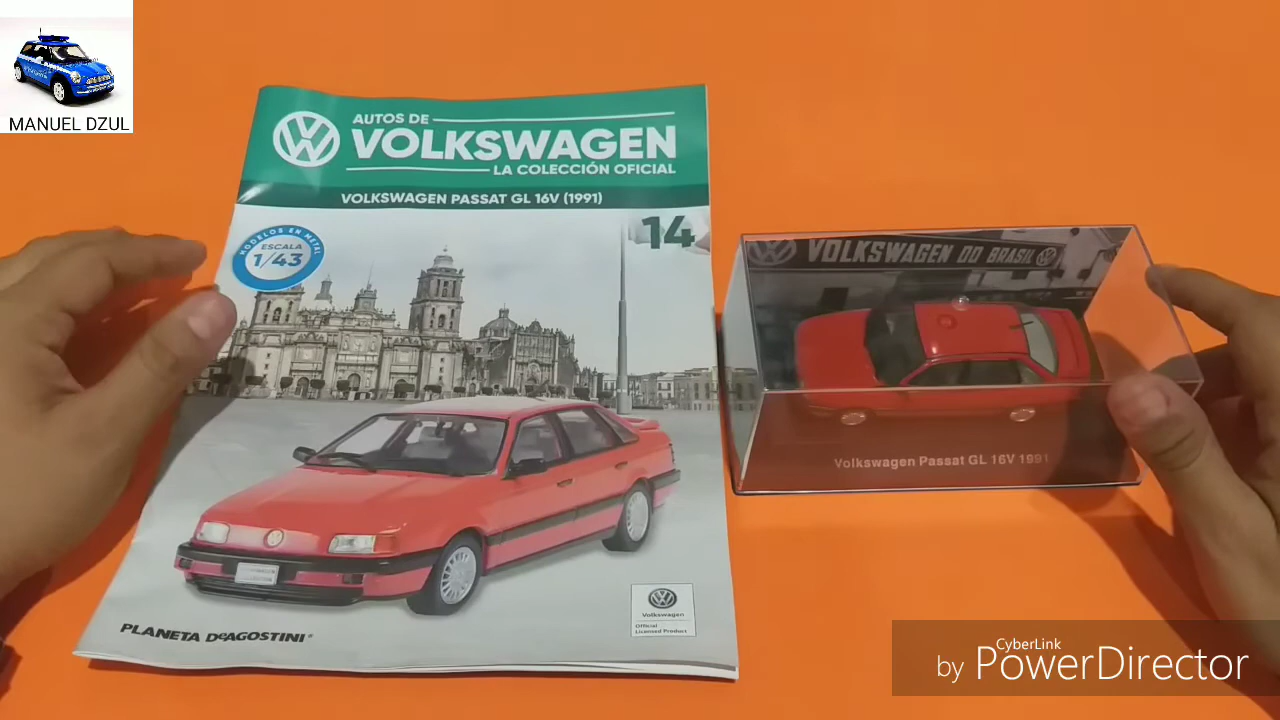 MANUEL DZUL
AUTOS DE
VOLKSWAGEN
LA COLECCIÓN OFICIAL
VOLKSWAGEN PASSAT GL 16V (1991)
14
MODELOS EN METAL
ESCALA
1/43
VOLKSWAGEN DO BRASIL
Volkswagen Passat GL 16V 1991
Volkswagen
Official
Licensed Product
PLANETA DeAGOSTINI
CyberLink
by PowerDirector